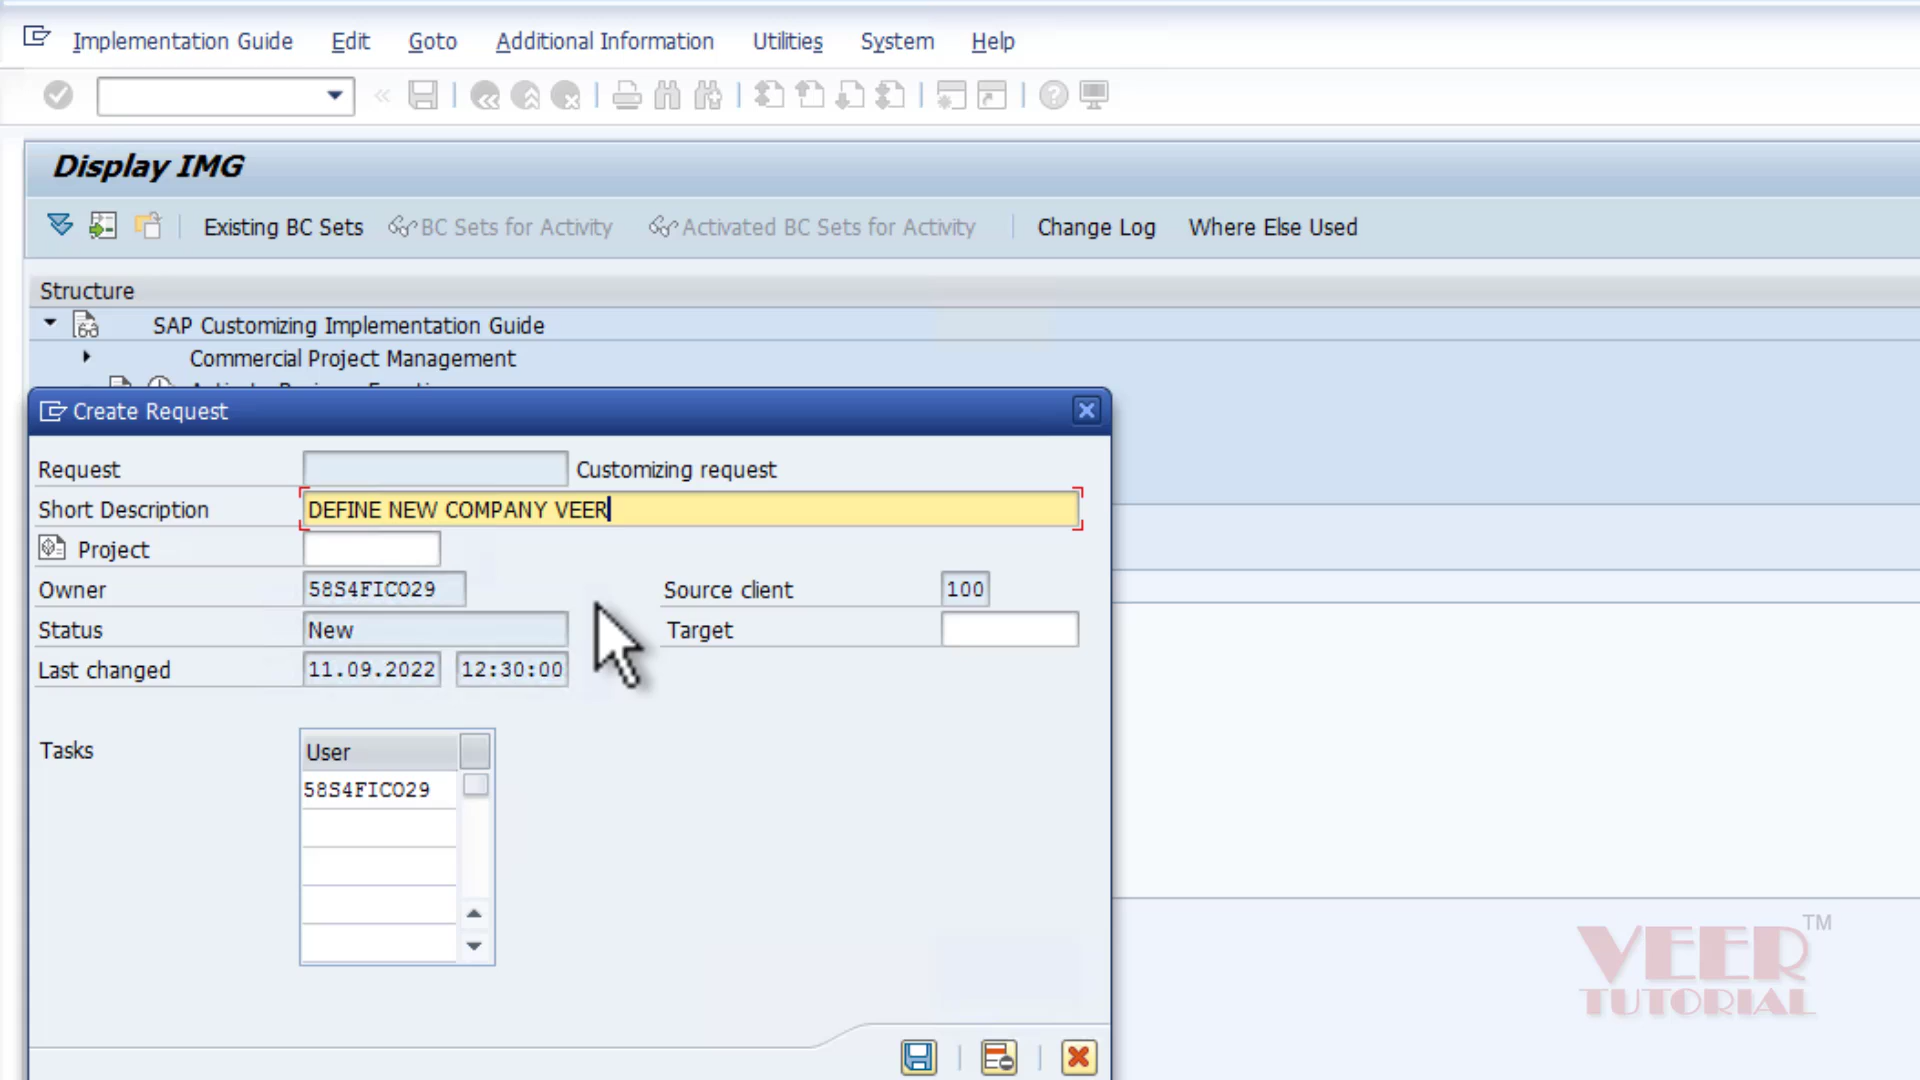 Implementation Guide Edit Goto Additional Information Utilities System Help
Display IMG
Existing BC Sets BC Sets for Activity Activated BC Sets for Activity Change Log Where Else Used
Structure
SAP Customizing Implementation Guide
Commercial Project Management
Create Request
Request Customizing request
Short Description DEFINE NEW COMPANY VEER
Project
Owner 58S4FICO29 Source client 100
Status New Target
Last changed 11.09.2022 12:30:00
Tasks User
58S4FICO29
VEER TM
TUTORIAL